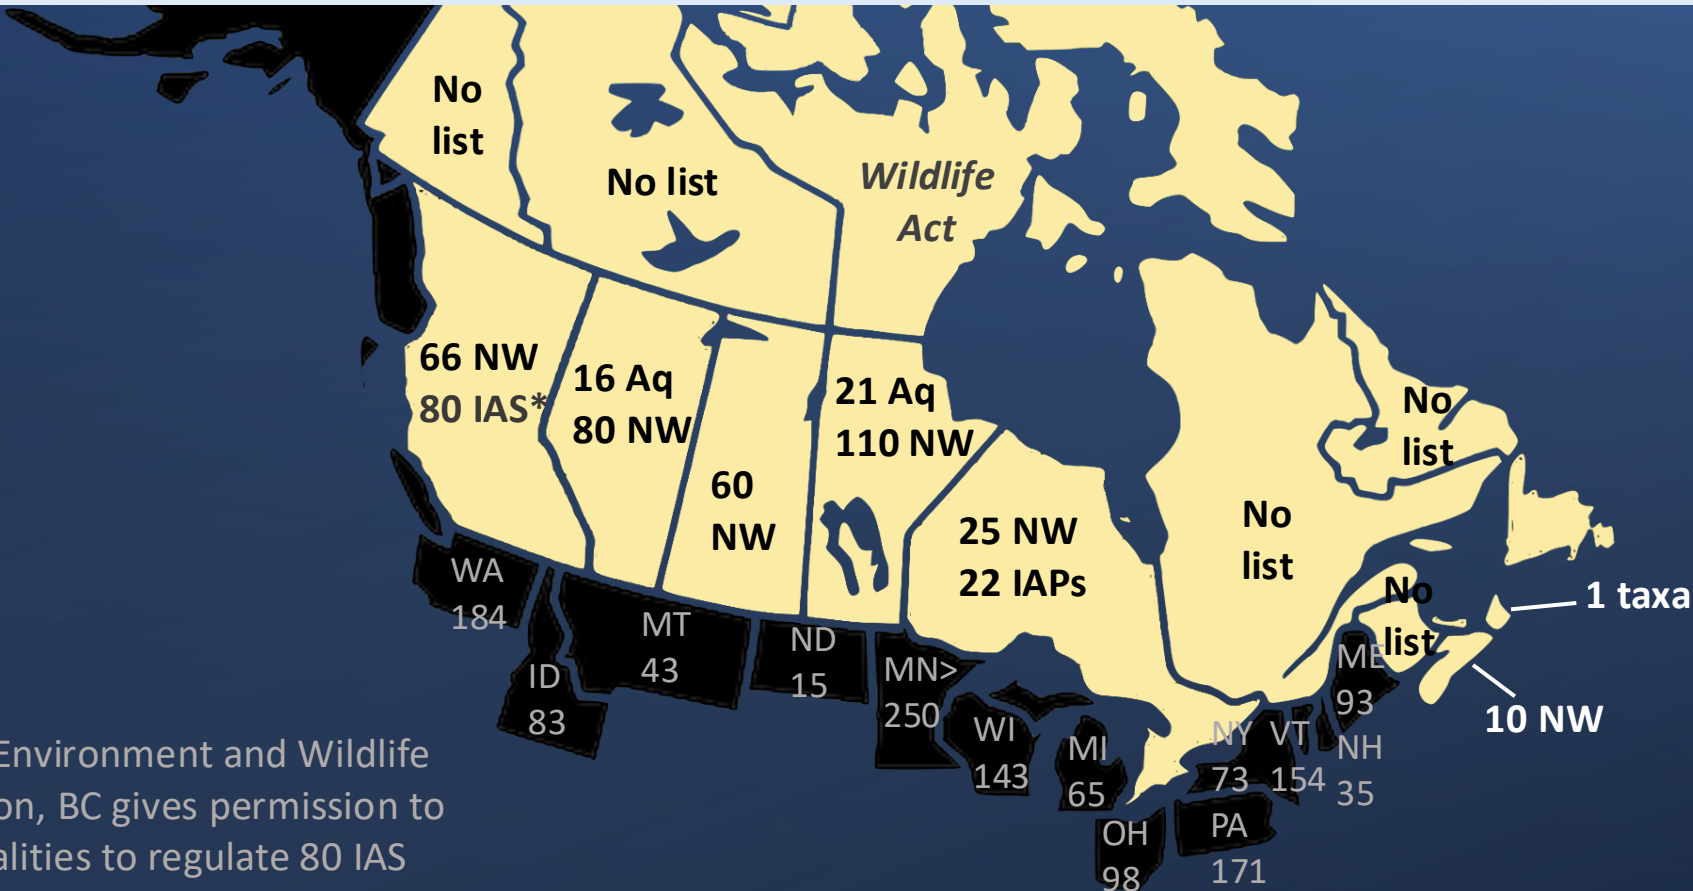 No
list
No list
Wildlife
Act
66 NW
80 IAS*
16 Aq
80 NW
60
NW
21 Aq
110 NW
25 NW
22 IAPs
No
list
No
list
No
list
1 taxa
10 NW
WA
184
ID
83
MT
43
ND
15
MN>
250
WI
143
MI
65
OH
98
NY
73
VT
154
PA
171
ME
93
NH
35
Environment and Wildlife
on, BC gives permission to
alities to regulate 80 IAS